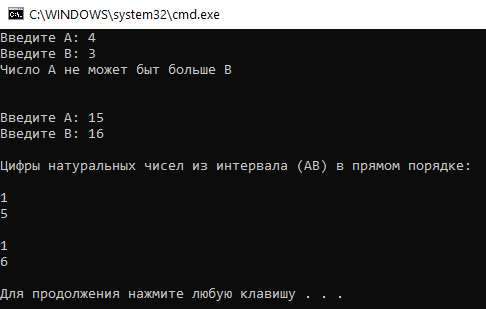 C:\WINDOWS\system32\cmd.exe
Введите A: 4
Введите B: 3
Число A не может быт больше B
Введите A: 15
Введите B: 16
Цифры натуральных чисел из интервала (AB) в прямом порядке:
1
5
1
6
Для продолжения нажмите любую клавишу . . .